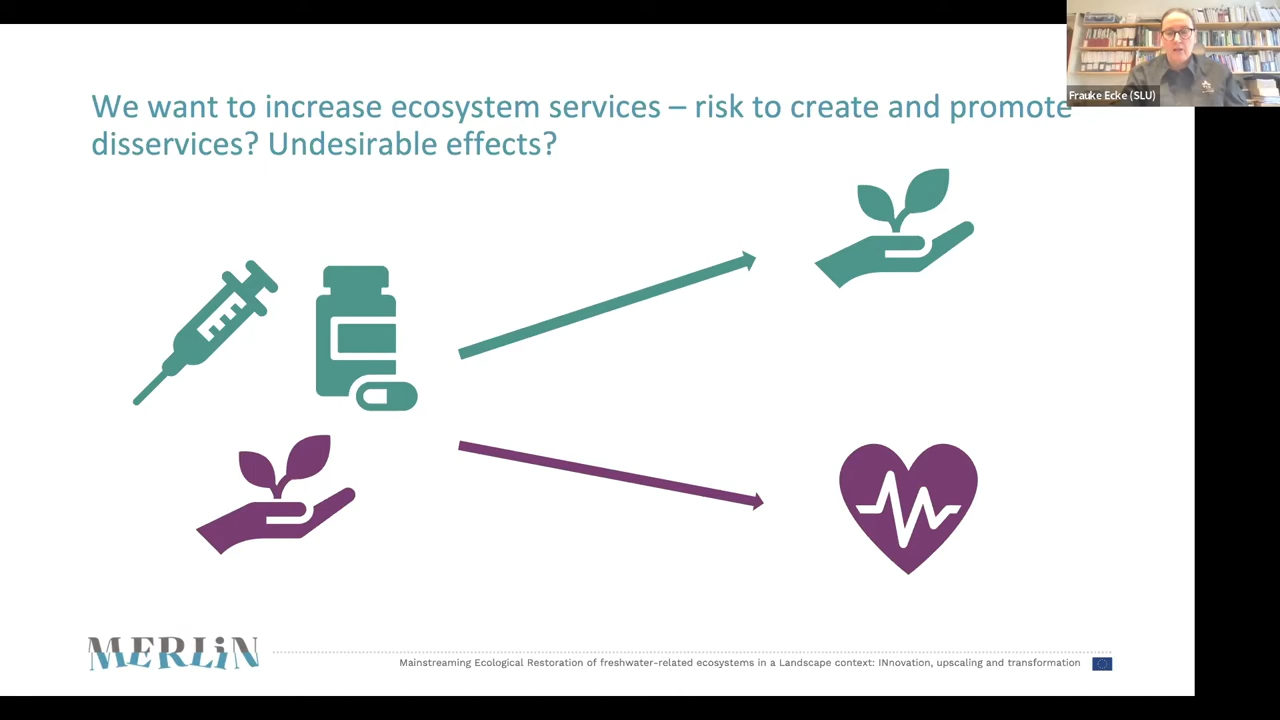 Frauke Ecke (SLU)
We want to increase ecosystem services – risk to create and promote
disservices? Undesirable effects?
MERLiN
Mainstreaming Ecological Restoration of freshwater-related ecosystems in a Landscape context: INnovation, upscaling and transformation